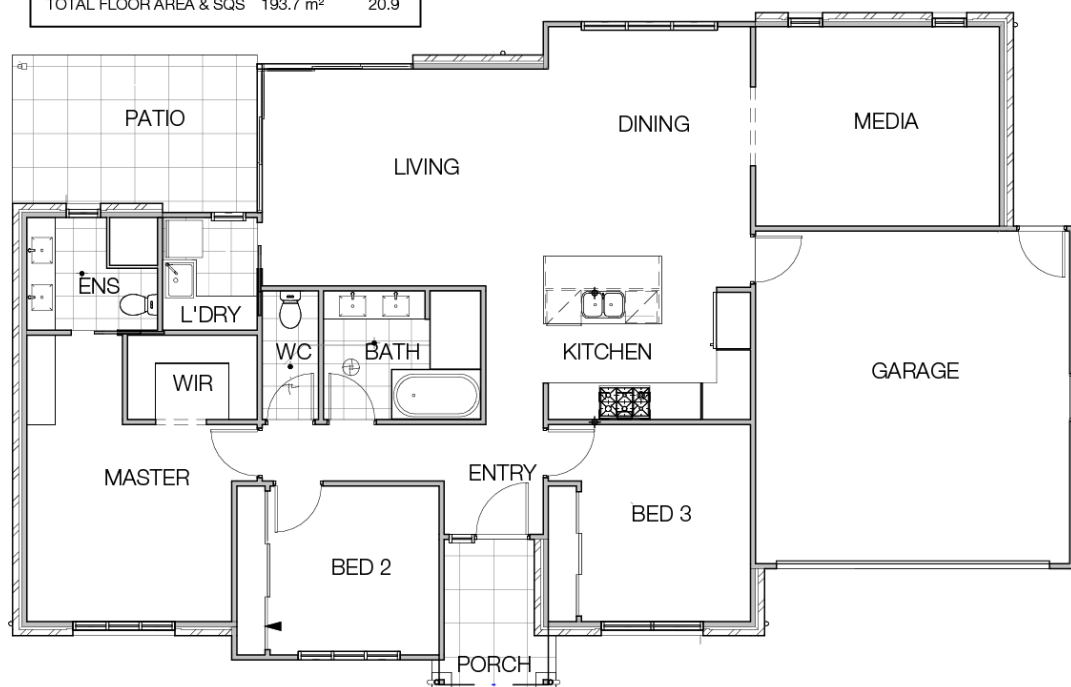 TOTAL FLOOR AREA & SQS 193.7 m² 20.9
PATIO
LIVING
DINING
MEDIA
ENS
L'DRY
WC
BATH
KITCHEN
WIR
GARAGE
MASTER
ENTRY
BED 3
BED 2
PORCH